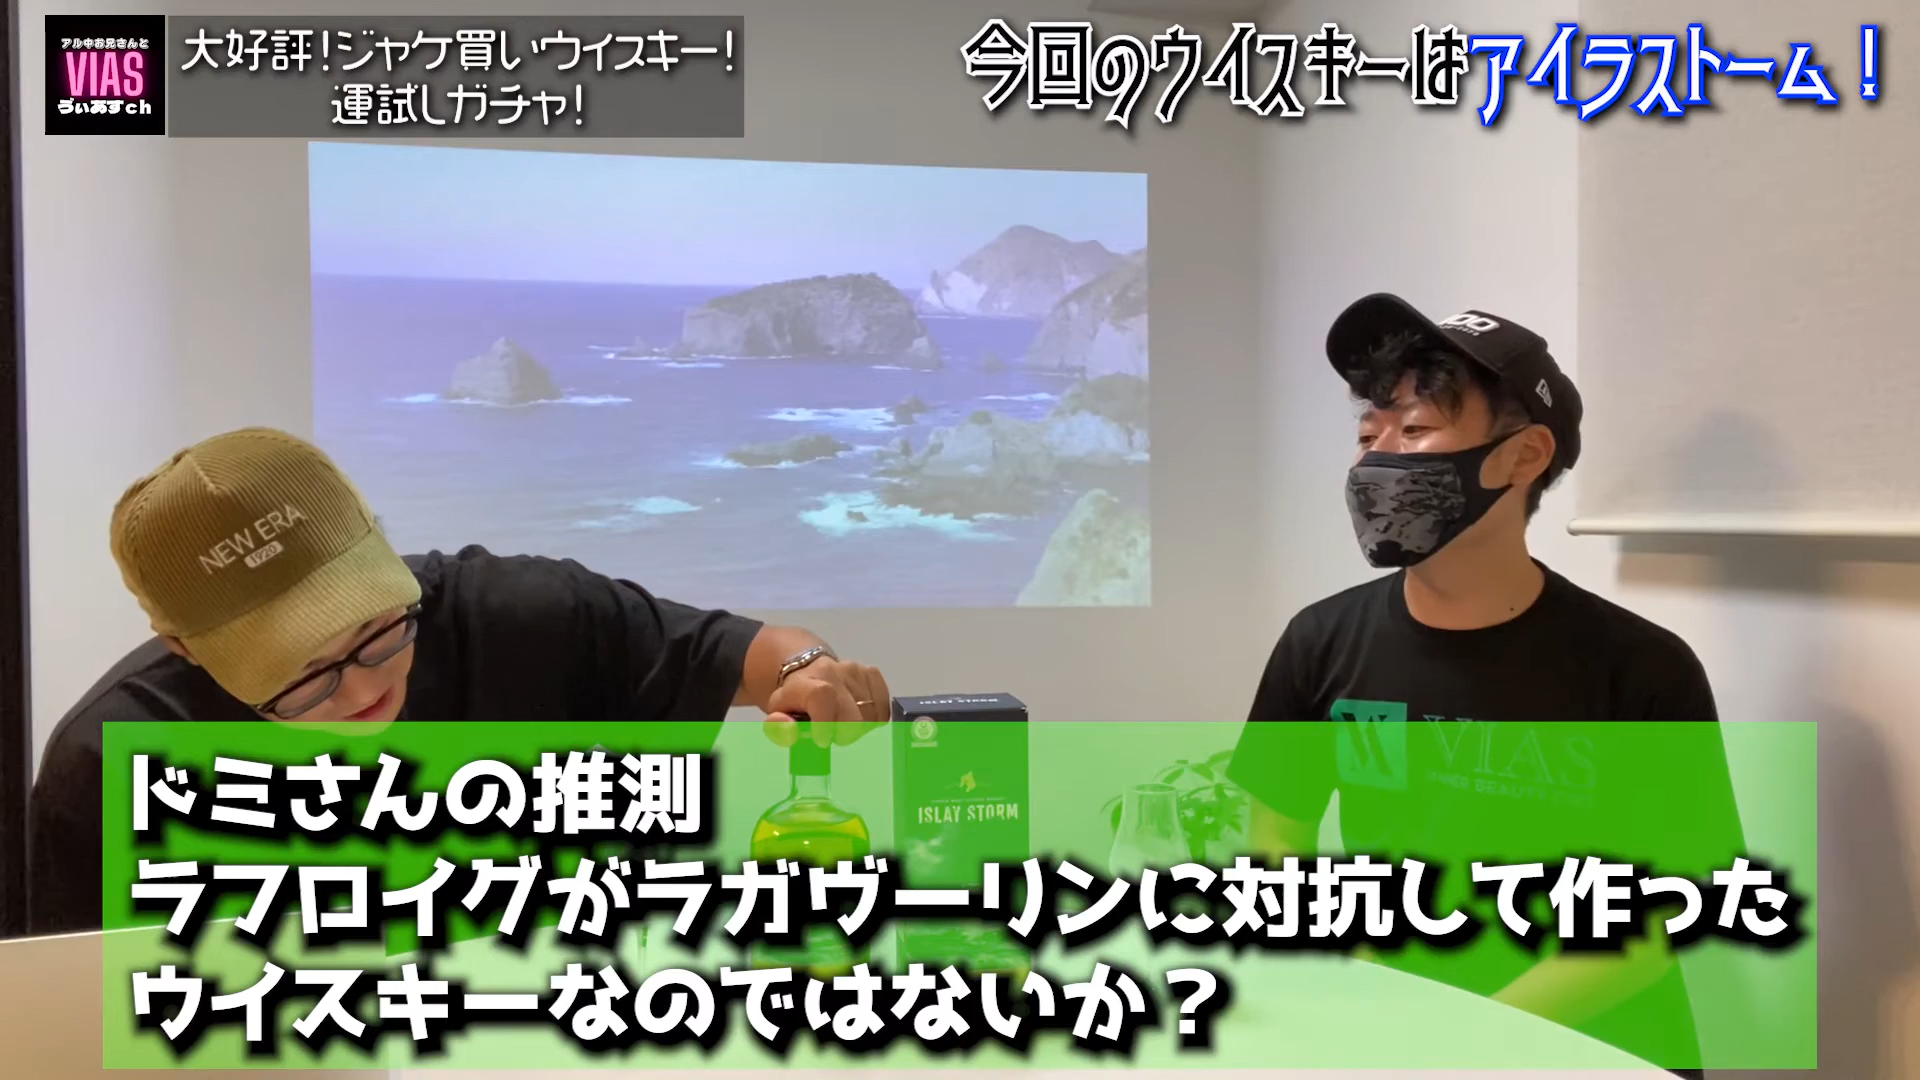 アル中お兄さんと
VIAS
ゔぃあすch
大好評！ジャケ買いウィスキー！
運試しガチャ！
今回のウイスキーはアイラストーム！
NEW ERA
1920
ISLAY STORM
ISLAY STORM
VIAS
ドミさんの推測
ラフロイグがラガヴーリンに対抗して作った
ウイスキーなのではないか？